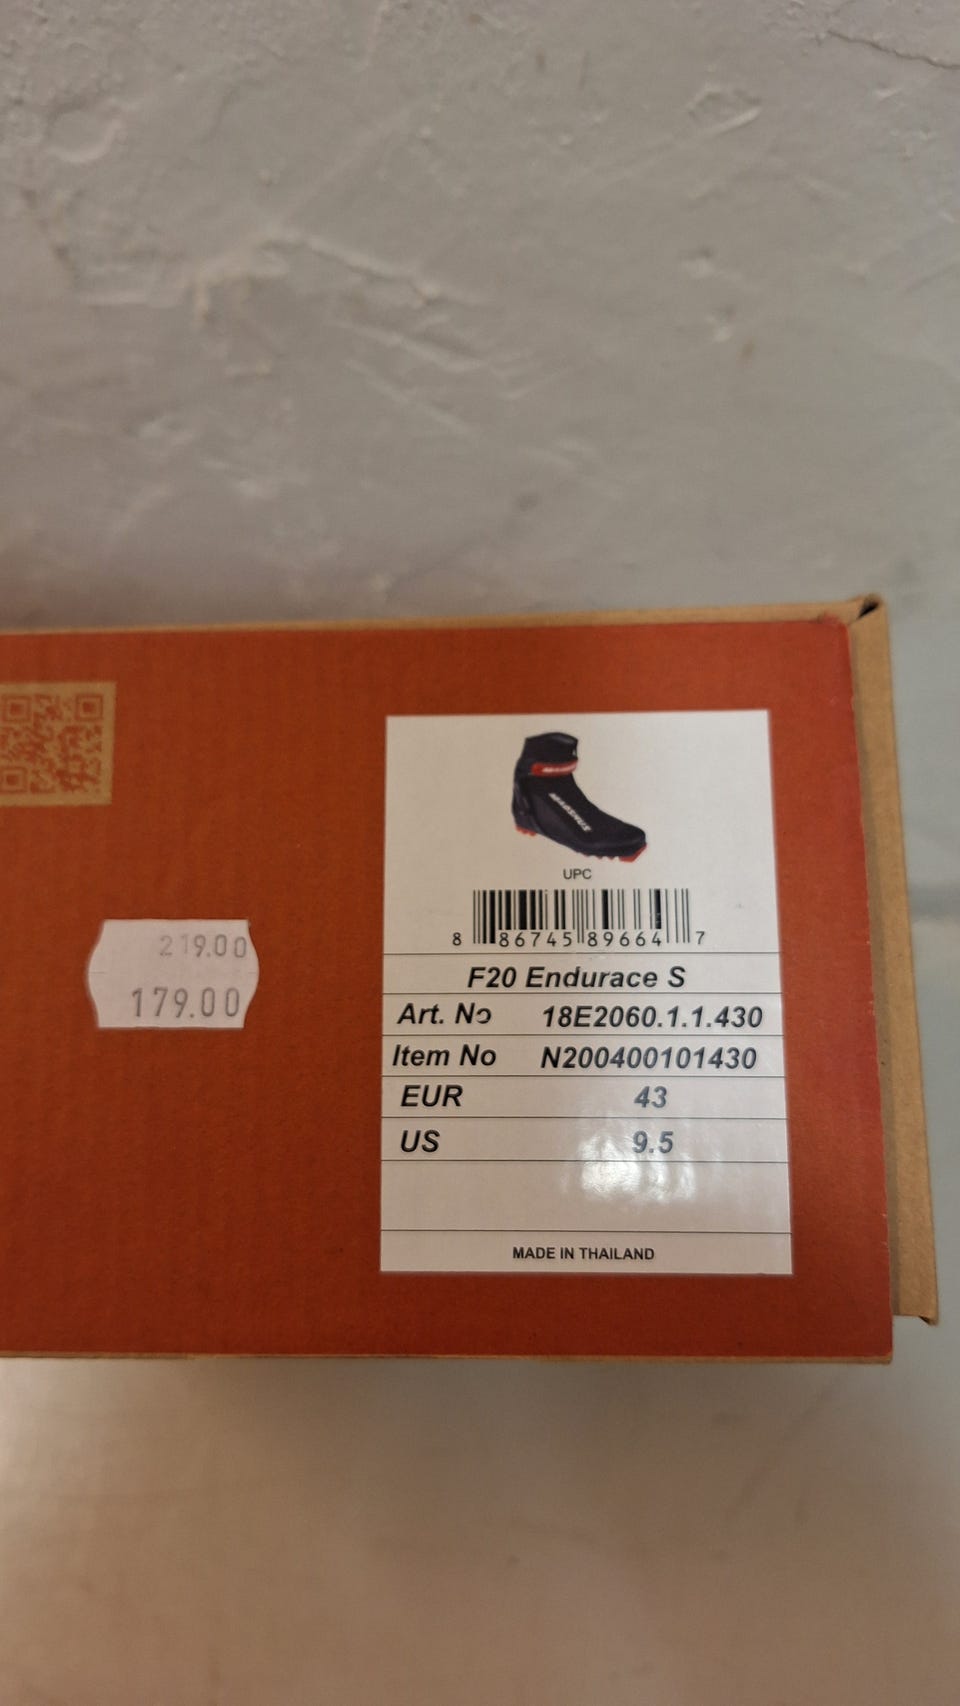 MADSHUS
UPC
8 86745 89664 7
F20 Endurace S
Art. No 18E2060.1.1.430
Item No N200400101430
EUR 43
US 9.5
MADE IN THAILAND
219.00
179.00